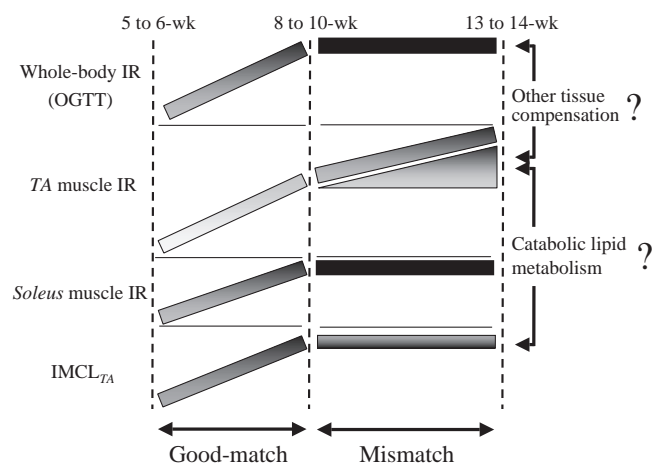 5 to 6-wk 8 to 10-wk 13 to 14-wk
Whole-body IR
(OGTT)
Other tissue
compensation ?
TA muscle IR
Catabolic lipid
metabolism ?
Soleus muscle IR
IMCLTA
Good-match Mismatch